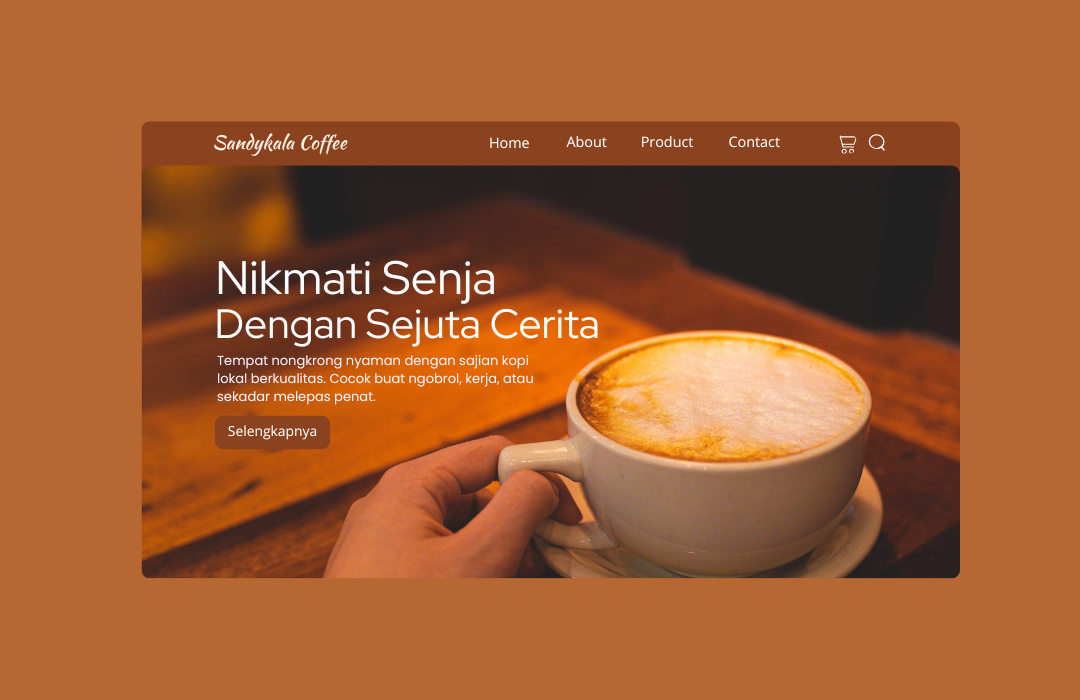 Sandykala Coffee
Home About Product Contact
Nikmati Senja
Dengan Sejuta Cerita
Tempat nongkrong nyaman dengan sajian kopi
lokal berkualitas. Cocok buat ngobrol, kerja, atau
sekadar melepas penat.
Selengkapnya